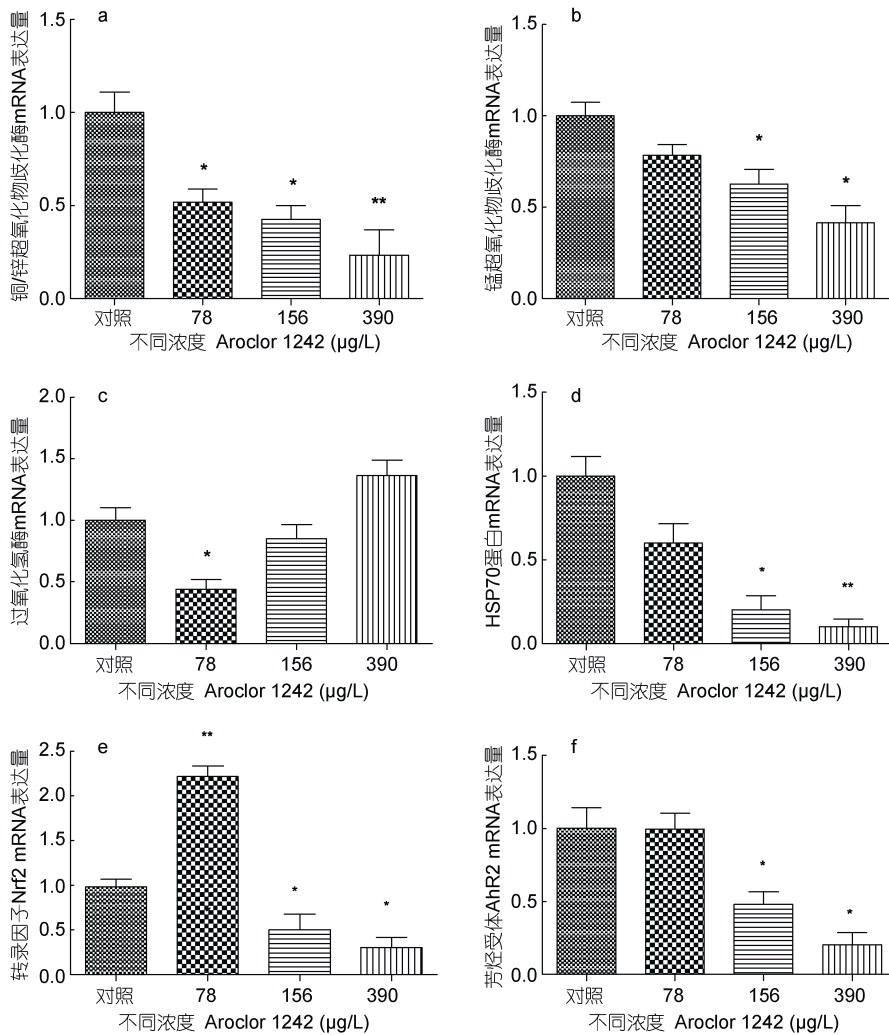 a
铜/锌超氧化物歧化酶mRNA表达量
1.5
1.0
0.5
0.0
*
*
**
对照
78
156
390
不同浓度 Aroclor 1242 (μg/L)
b
锰超氧化物歧化酶mRNA表达量
1.5
1.0
0.5
0.0
*
*
对照
78
156
390
不同浓度 Aroclor 1242 (μg/L)
c
过氧化氢酶mRNA表达量
2.0
1.5
1.0
0.5
0.0
*
对照
78
156
390
不同浓度 Aroclor 1242 (μg/L)
d
HSP70蛋白mRNA表达量
1.5
1.0
0.5
0.0
*
**
对照
78
156
390
不同浓度 Aroclor 1242 (μg/L)
e
转录因子Nrf2 mRNA表达量
2.5
2.0
1.5
1.0
0.5
0.0
**
*
*
对照
78
156
390
不同浓度 Aroclor 1242 (μg/L)
f
芳烃受体AhR2 mRNA表达量
1.5
1.0
0.5
0.0
*
*
对照
78
156
390
不同浓度 Aroclor 1242 (μg/L)